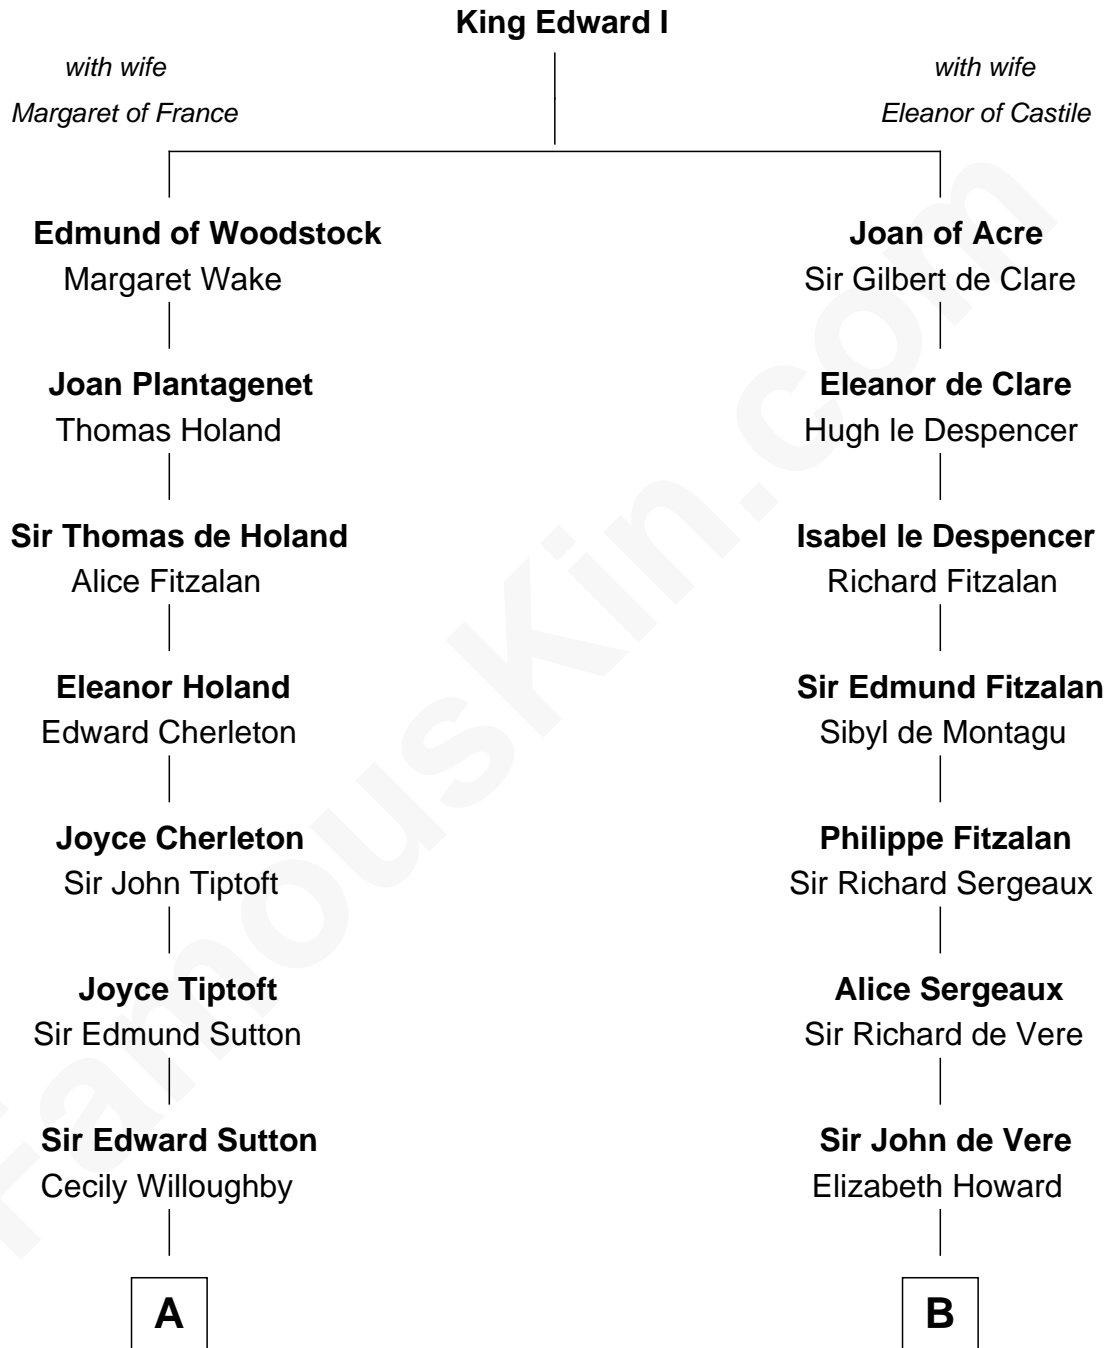 King Edward I
with wife
Margaret of France
with wife
Eleanor of Castile
Edmund of Woodstock
Margaret Wake
Joan of Acre
Sir Gilbert de Clare
Joan Plantagenet
Thomas Holand
Eleanor de Clare
Hugh le Despencer
Sir Thomas de Holand
Alice Fitzalan
Isabel le Despencer
Richard Fitzalan
Eleanor Holand
Edward Cherleton
Sir Edmund Fitzalan
Sibyl de Montagu
Joyce Cherleton
Sir John Tiptoft
Philippe Fitzalan
Sir Richard Sergeaux
Joyce Tiptoft
Sir Edmund Sutton
Alice Sergeaux
Sir Richard de Vere
Sir Edward Sutton
Cecily Willoughby
Sir John de Vere
Elizabeth Howard
A
B
FamousKin.com